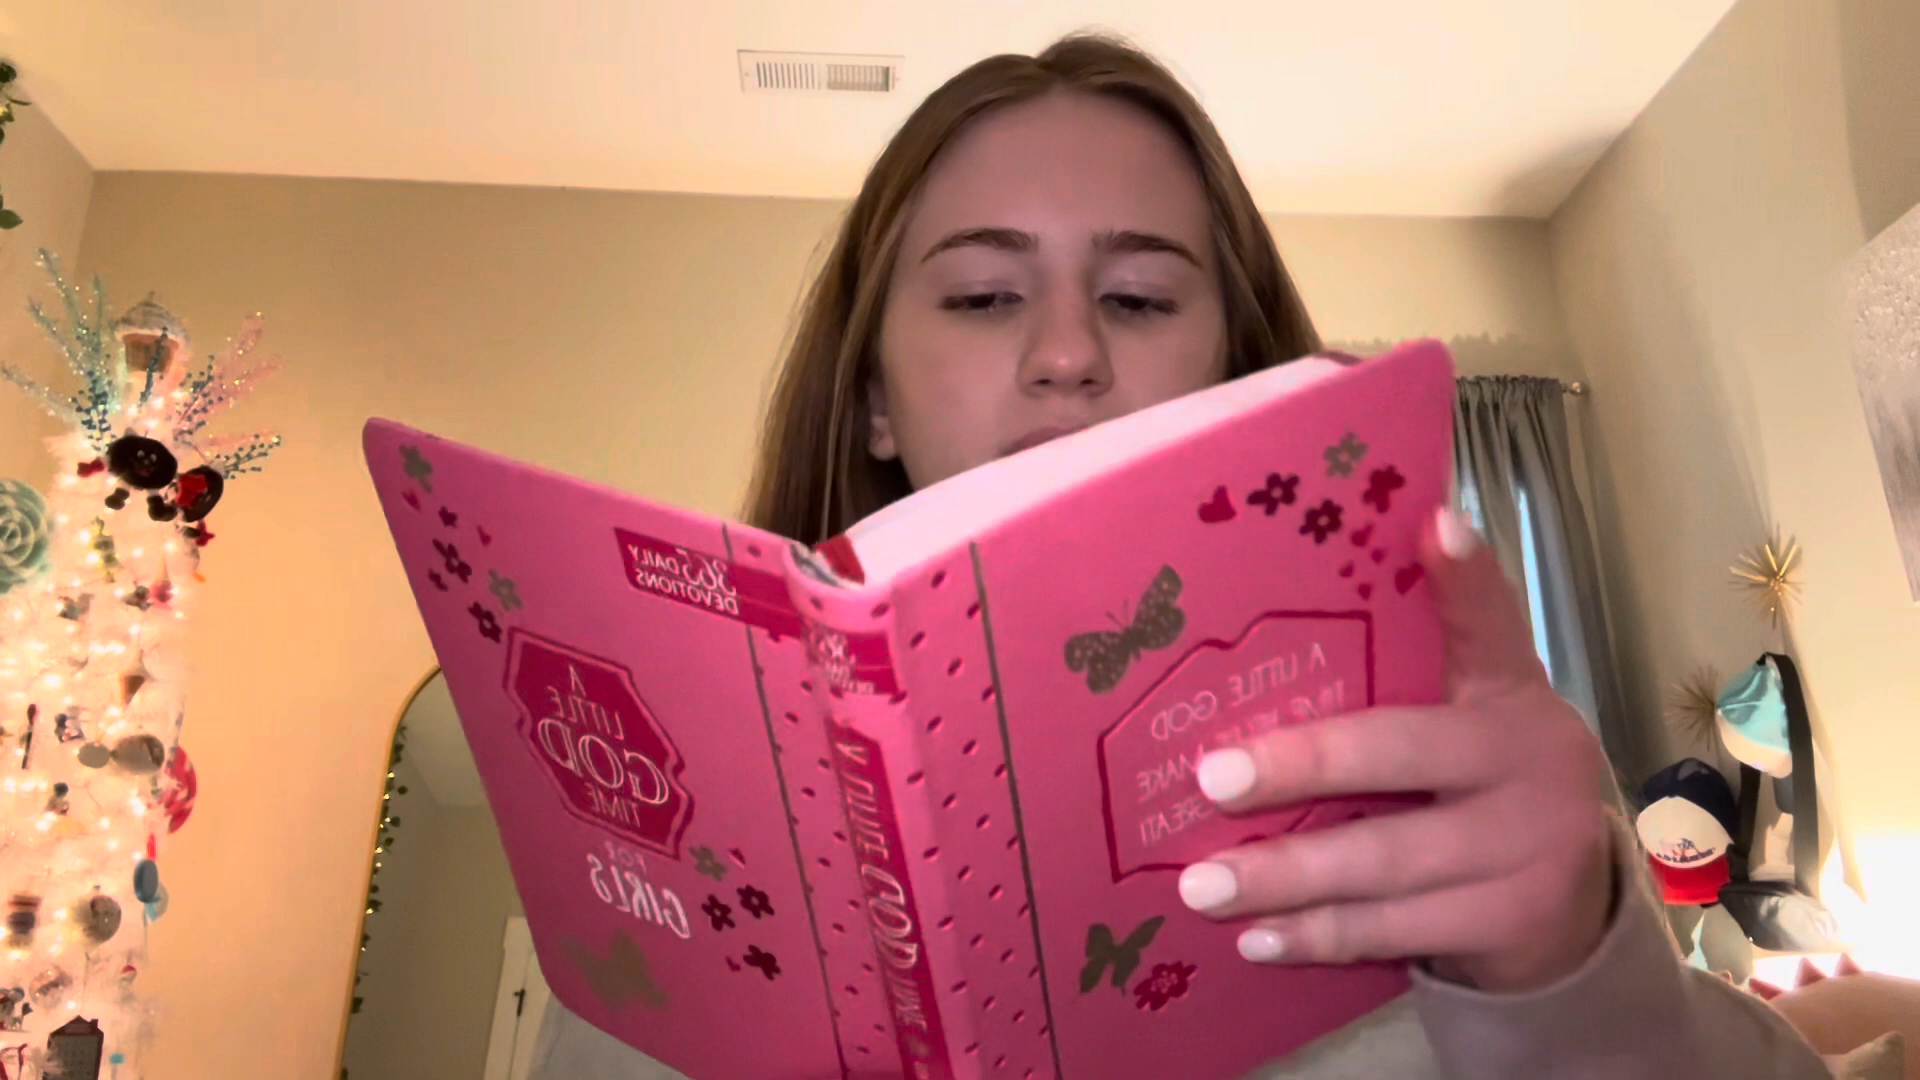 365 DAILY
DEVOTIONS
A
LITTLE
GOD
TIME
FOR
GIRLS
A LITTLE GOD TIME
A LITTLE GOD
MAKE